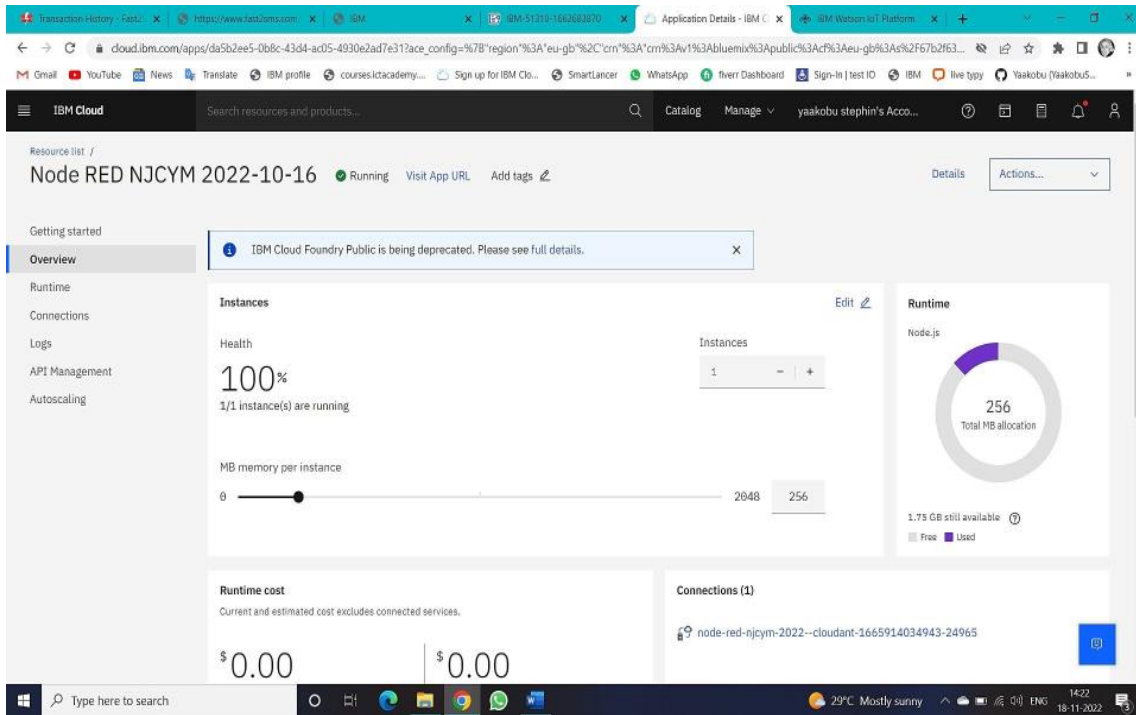 Transaction History - Fast2S
https://www.fast2sms.com
IBM
IBM-51310-1662683870
Application Details - IBM C
IBM Watson IoT Platform
cloud.ibm.com/apps/da5b2ee5-0b8c-43d4-ac05-4930e2ad7e31?ace_config=%7B"region"%3A"eu-gb"%2C"crn"%3A"crn%3Av1%3Abluemix%3Apublic%3Acf%3Aeu-gb%3As%2F67b2f63...
Gmail YouTube News Translate IBM profile courses.ictacademy.... Sign up for IBM Clo... SmartLancer WhatsApp fiverr Dashboard Sign-In | test IO IBM live typy Yaakobu (YaakobuS... »
IBM Cloud Search resources and products... Catalog Manage yaakobu stephin's Acco...
Resource list /
Node RED NJCYM 2022-10-16 Running Visit App URL Add tags Details Actions...
Getting started
Overview
Runtime
Connections
Logs
API Management
Autoscaling
IBM Cloud Foundry Public is being deprecated. Please see full details.
Instances Edit
Health
100%
1/1 instance(s) are running
Instances
1 - +
MB memory per instance
0 2048 256
Runtime
Node.js
256
Total MB allocation
1.75 GB still available
Free Used
Runtime cost
Current and estimated cost excludes connected services.
$0.00 $0.00
Connections (1)
node-red-njcym-2022--cloudant-1665914034943-24965
Type here to search
29°C Mostly sunny
ENG
14:22
18-11-2022
3